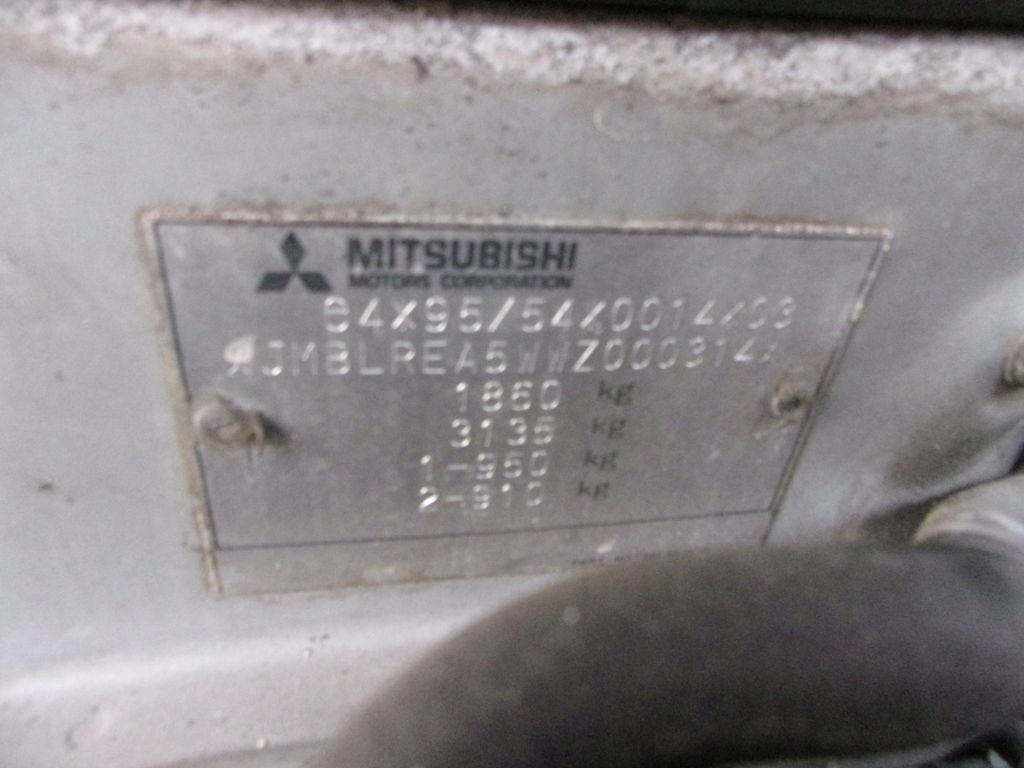 MITSUBISHI
MOTORS CORPORATION
e4*95/54*0014*03
*JMBLREA5WWZ000314*
1860 kg
3135 kg
1-950 kg
2-910 kg